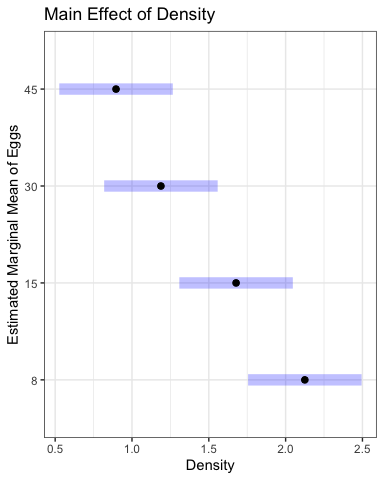 Main Effect of Density
Estimated Marginal Mean of Eggs
45
30
15
8
0.5 1.0 1.5 2.0 2.5
Density